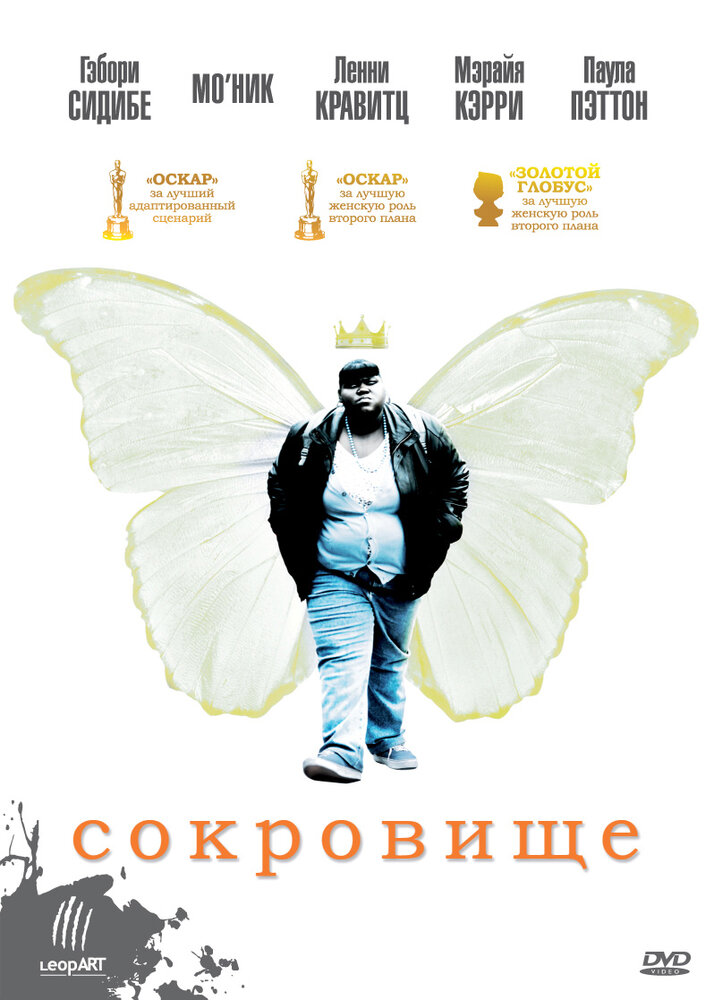 Гэбори
СИДИБЕ
МО'НИК
Ленни
КРАВИТЦ
Мэрайя
КЭРРИ
Паула
ПЭТТОН
«ОСКАР»
за лучший
адаптированный
сценарий
«ОСКАР»
за лучшую
женскую роль
второго плана
«ЗОЛОТОЙ
ГЛОБУС»
за лучшую
женскую роль
второго плана
сокровище
LeopART
DVD
VIDEO